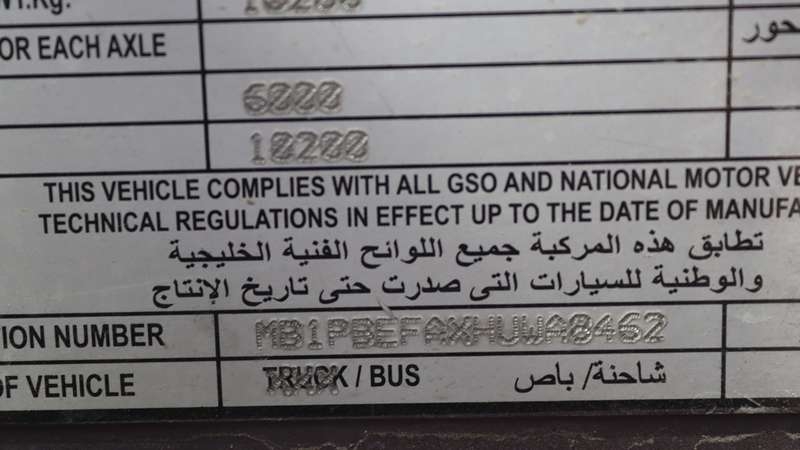 OR EACH AXLE
حور
6000
10200
THIS VEHICLE COMPLIES WITH ALL GSO AND NATIONAL MOTOR VE
TECHNICAL REGULATIONS IN EFFECT UP TO THE DATE OF MANUFA
تطابق هذه المركبة جميع اللوائح الفنية الخليجية
والوطنية للسيارات التى صدرت حتى تاريخ الإنتاج
ION NUMBER MB1PBEFAXHUWA8462
OF VEHICLE TRUCK / BUS شاحنة/ باص